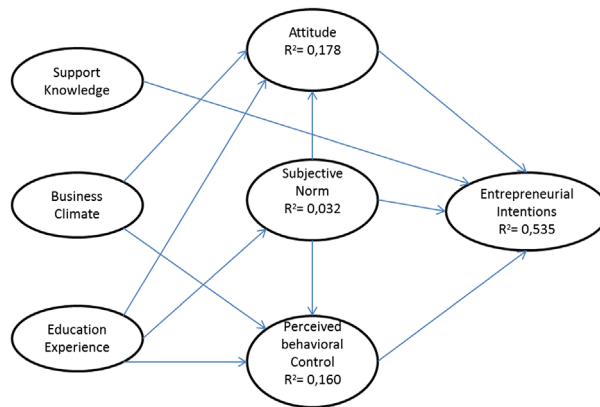 Attitude
R²= 0,178
Support
Knowledge
Business
Climate
Subjective
Norm
R²= 0,032
Entrepreneurial
Intentions
R²= 0,535
Education
Experience
Perceived
behavioral
Control
R²= 0,160